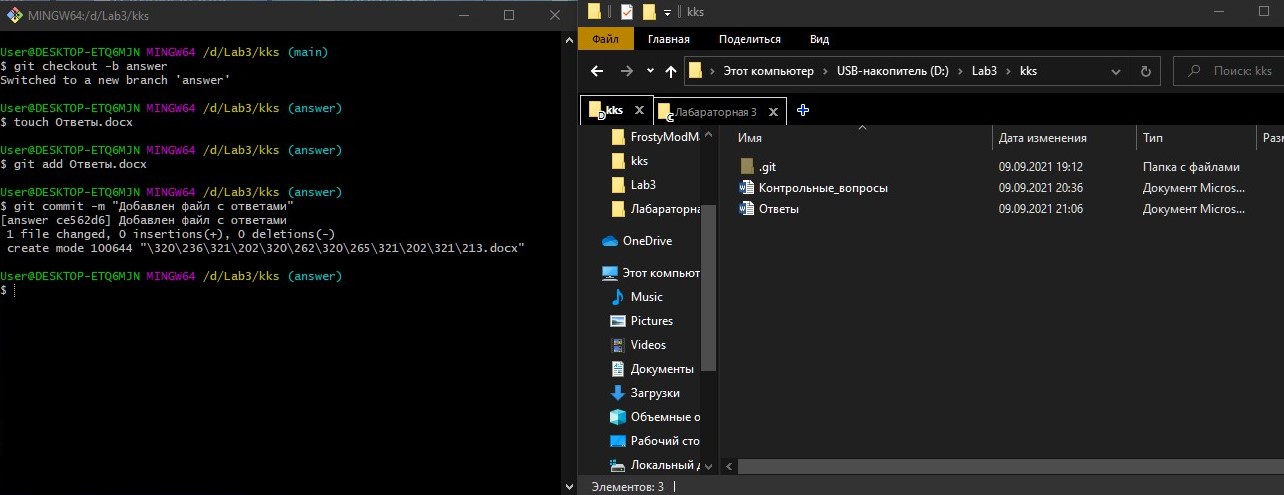 MINGW64:/d/Lab3/kks
User@DESKTOP-ETQ6MJN MINGW64 /d/Lab3/kks (main)
$ git checkout -b answer
Switched to a new branch 'answer'
User@DESKTOP-ETQ6MJN MINGW64 /d/Lab3/kks (answer)
$ touch Ответы.docx
User@DESKTOP-ETQ6MJN MINGW64 /d/Lab3/kks (answer)
$ git add Ответы.docx
User@DESKTOP-ETQ6MJN MINGW64 /d/Lab3/kks (answer)
$ git commit -m "Добавлен файл с ответами"
[answer ce562d6] Добавлен файл с ответами
1 file changed, 0 insertions(+), 0 deletions(-)
create mode 100644 "\320\236\321\202\320\262\320\265\321\202\321\213.docx"
User@DESKTOP-ETQ6MJN MINGW64 /d/Lab3/kks (answer)
$
kks
Файл Главная Поделиться Вид
Этот компьютер > USB-накопитель (D:) > Lab3 > kks
Поиск: kks
kks Лабараторная 3
FrostyModMa
kks
Lab3
Лабараторна
OneDrive
Этот компьют
Music
Pictures
Videos
Документы
Загрузки
Объемные о
Рабочий сто
Локальный д
Имя Дата изменения Тип Разм
.git 09.09.2021 19:12 Папка с файлами
Контрольные_вопросы 09.09.2021 20:36 Документ Micros...
Ответы 09.09.2021 21:06 Документ Micros...
Элементов: 3